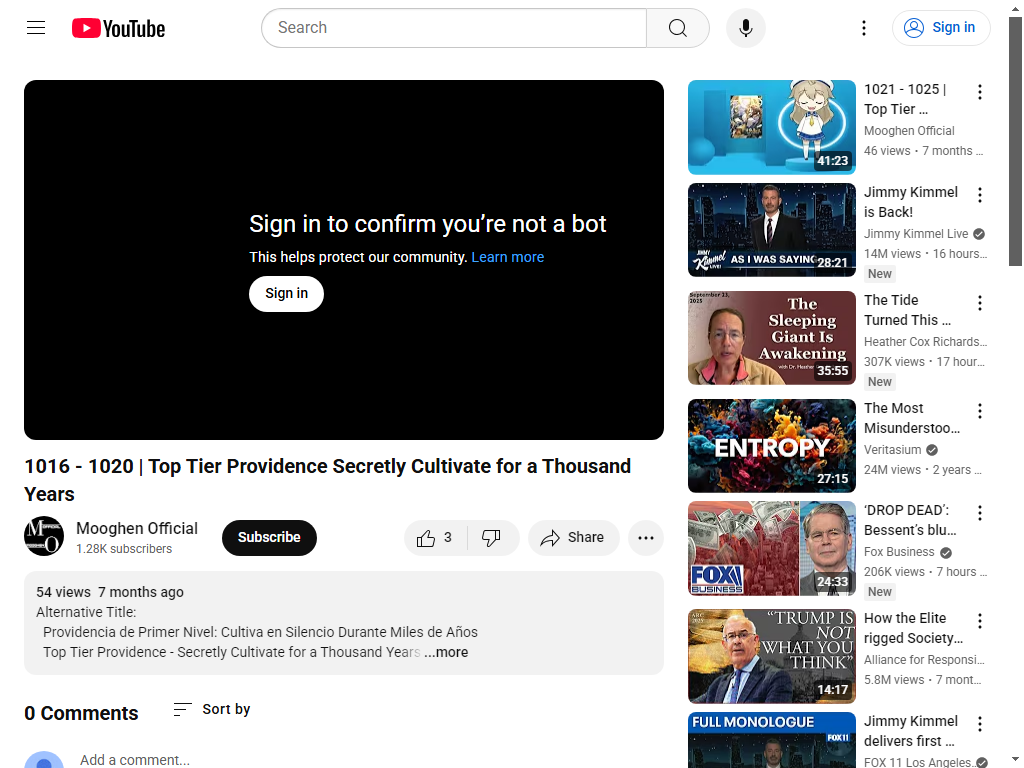 YouTube
Search
Sign in
Sign in to confirm you’re not a bot
This helps protect our community. Learn more
Sign in
1016 - 1020 | Top Tier Providence Secretly Cultivate for a Thousand
Years
Mooghen Official
1.28K subscribers
Subscribe
3
Share
54 views 7 months ago
Alternative Title:
Providencia de Primer Nivel: Cultiva en Silencio Durante Miles de Años
Top Tier Providence - Secretly Cultivate for a Thousand Years ...more
0 Comments
Sort by
Add a comment...
41:23
1021 - 1025 |
Top Tier ...
Mooghen Official
46 views • 7 months ...
JIMMY
Kimmel
LIVE!
AS I WAS SAYING
28:21
Jimmy Kimmel
is Back!
Jimmy Kimmel Live
14M views • 16 hours...
New
September 23,
2025
The
Sleeping
Giant Is
Awakening
with Dr. Heather
35:55
The Tide
Turned This ...
Heather Cox Richards...
307K views • 17 hour...
New
ENTROPY
27:15
The Most
Misunderstoo...
Veritasium
24M views • 2 years ...
FOX
BUSINESS
24:33
‘DROP DEAD’:
Bessent’s blu...
Fox Business
206K views • 7 hours ...
New
ARC
2025
“TRUMP IS
NOT
WHAT YOU
THINK”
14:17
How the Elite
rigged Society...
Alliance for Responsi...
5.8M views • 7 mont...
FULL MONOLOGUE
FOX 11
Jimmy Kimmel
delivers first ...
FOX 11 Los Angeles